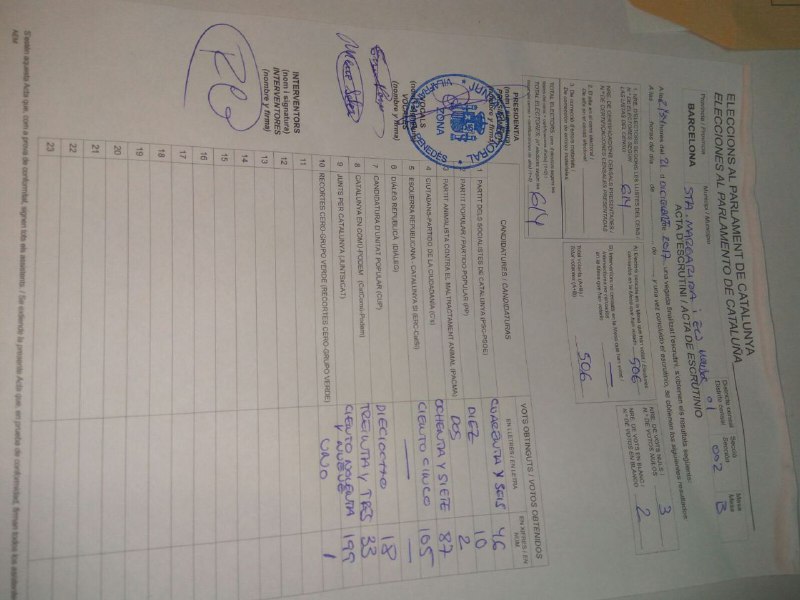 ELECCIONS AL PARLAMENT DE CATALUNYA
ELECCIONES AL PARLAMENTO DE CATALUÑA
Província / Provincia
Municipi / Municipio
Districte censal
Distrito censal
01
Secció
Sección
002
Mesa
Mesa
B
BARCELONA
STA. MARGARIDA i ELS
ACTA D'ESCRUTINI / ACTA DE ESCRUTINIO
A les hores del 21 d DICIEMBRE 2017, una vegada finalitzat l'escrutini, s'obtenen els resultats següents:
A las horas del de de , y una vez concluido el escrutinio, se obtienen los siguientes resultados
1. NRE. D'ELECTORS SEGONS LES LLISTES DEL CENS /
N.º DE ELECTORES SEGÚN
LAS LISTAS DEL CENSO
614
NRE. DE CERTIFICACIONS CENSALS PRESENTADES /
N.º DE CERTIFICACIONES CENSALES PRESENTADAS
2. D'alta en el cens electoral /
De alta en el censo electoral
3. De correcció d'errors materials /
De corrección de errores materiales
TOTAL ELECTORS
TOTAL ELECTORES
614
A) Electors censats en la Mesa que han votat / Electores
censados en la Mesa que han votado
506
B) Interventors no censats en la Mesa que han votat /
Interventores no censados
en la Mesa que han votado
—
Total votants (A+B) /
Total votantes (A+B)
506
NRE. DE VOTS NULS /
N.º DE VOTOS NULOS
3
NRE. DE VOTS EN BLANC /
N.º DE VOTOS EN BLANCO
2
PRESIDENT/A
(nom i signatura)
JUNTA ELECTORAL
ZONA
VILAFRANCA DEL PENEDÈS
VOCALS
VOCALES
(nombre y firma)
INTERVENTORS
(nom i signatura)
INTERVENTORES
(nombre y firma)
CANDIDATURES / CANDIDATURAS
VOTS OBTINGUTS / VOTOS OBTENIDOS
EN LLETRES / EN LETRA
EN XIFRES / EN NÚM.
1 PARTIT DELS SOCIALISTES DE CATALUNYA (PSC/PSOE) CUARENTA Y SEIS 46
2 PARTIT POPULAR / PARTIDO POPULAR (PP) DIEZ 10
3 PARTIT ANIMALISTA CONTRA EL MALTRACTAMENT ANIMAL (PACMA) DOS 2
4 CIUTADANS-PARTIDO DE LA CIUDADANÍA (C's) OCHENTA Y SIETE 87
5 ESQUERRA REPUBLICANA - CATALUNYA SÍ (ERC-CatSí) CIENTO CINCO 105
6 DIÀLEG REPUBLICÀ (DIÀLEG) — —
7 CANDIDATURA D'UNITAT POPULAR (CUP) DIECIOCHO 18
8 CATALUNYA EN COMÚ-PODEM (CatComú-Podem) TREINTA Y TRES 33
9 JUNTS PER CATALUNYA (JUNTSxCAT) CIENTO NOVENTA Y NUEVE 199
10 RECORTES CERO-GRUPO VERDE (RECORTES CERO-GRUPO VERDE) UNO 1
11
12
13
14
15
16
17
18
19
20
21
22
23
S'estén aquesta Acta que, com a prova de conformitat, signen tots els assistents. / Se extiende la presente Acta que, en prueba de conformidad, firman todos los asistentes
AEM